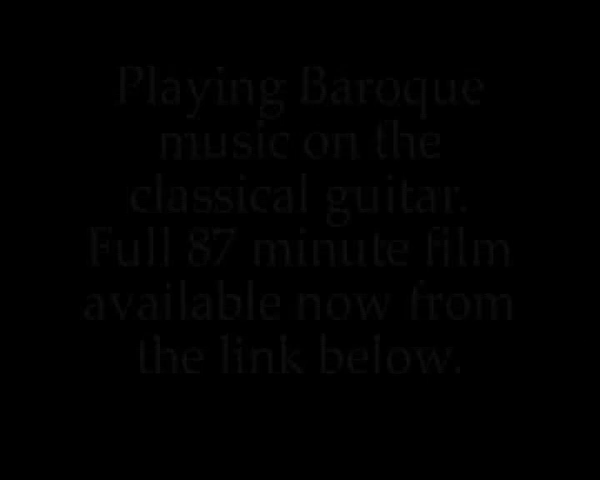 Playing Baroque
music on the
classical guitar.
Full 87 minute film
available now from
the link below.